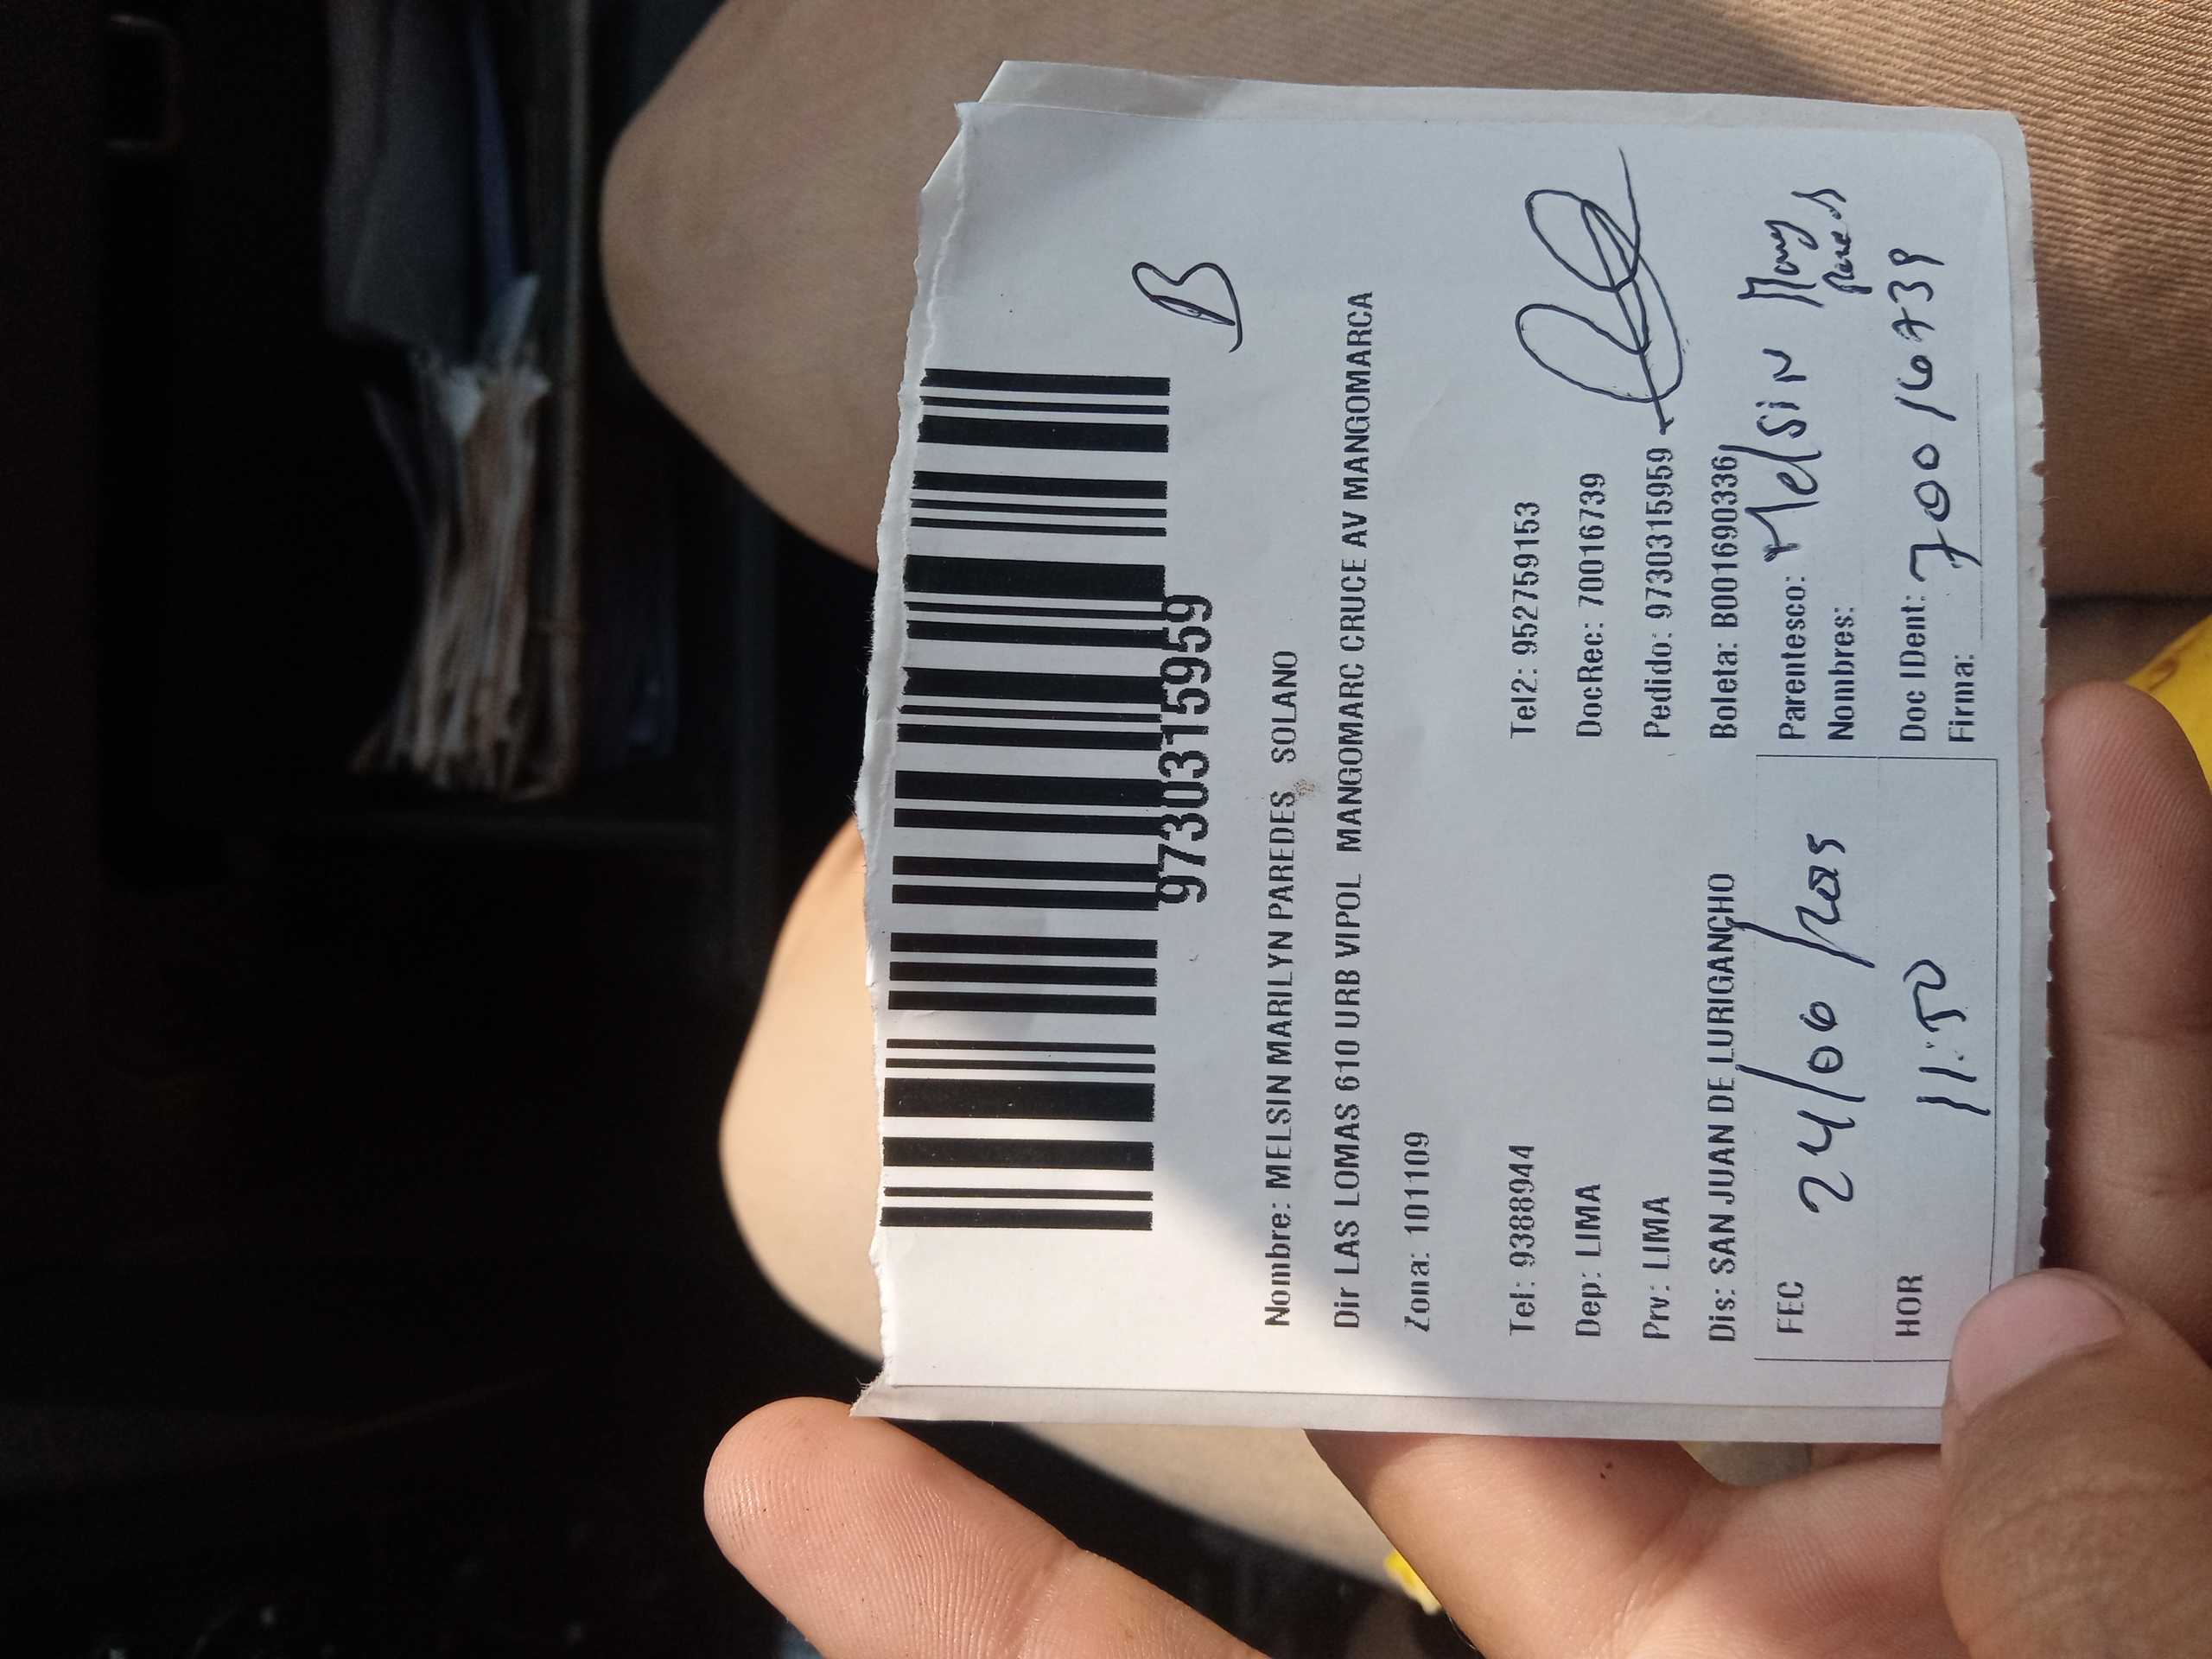 B
9730315959
Nombre: MELSIN MARILYN PAREDES SOLANO
Dir LAS LOMAS 610 URB VIPOL MANGOMARC CRUCE AV MANGOMARCA
Zona: 101109
Tel: 9388944 Tel2: 952759153
Dep: LIMA DocRec: 70016739
Prv: LIMA Pedido: 9730315959
Dis: SAN JUAN DE LURIGANCHO Boleta: B001690336
FEC 24/06/2025 Parentesco: Melsin
Nombres: Paredes
HOR 11:50 Doc IDent: 70016739
Firma: